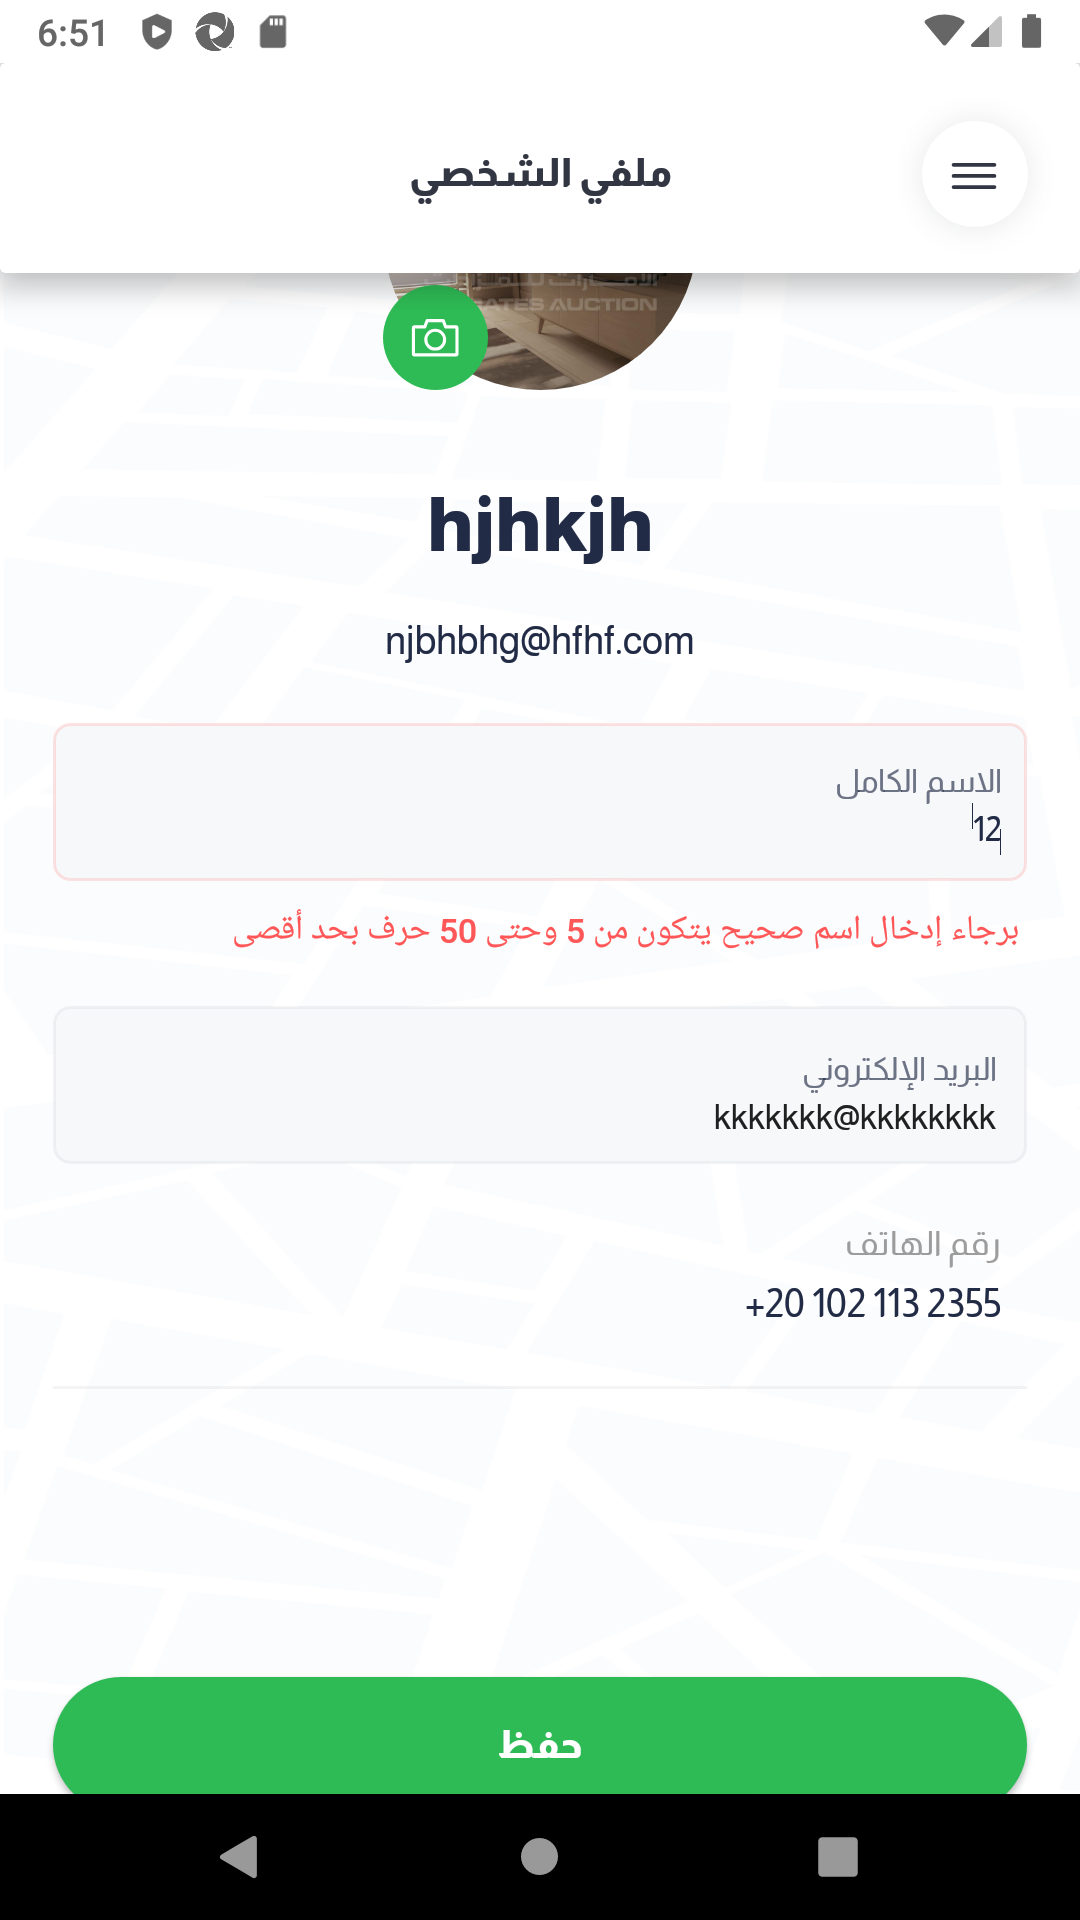 6:51
ملفي الشخصي
EMIRATES AUCTION
hjhkjh
njbhbhg@hfhf.com
الاسم الكامل
12
برجاء إدخال اسم صحيح يتكون من 5 وحتى 50 حرف بحد أقصى
البريد الإلكتروني
kkkkkkk@kkkkkkkk
رقم الهاتف
+20 102 113 2355
حفظ